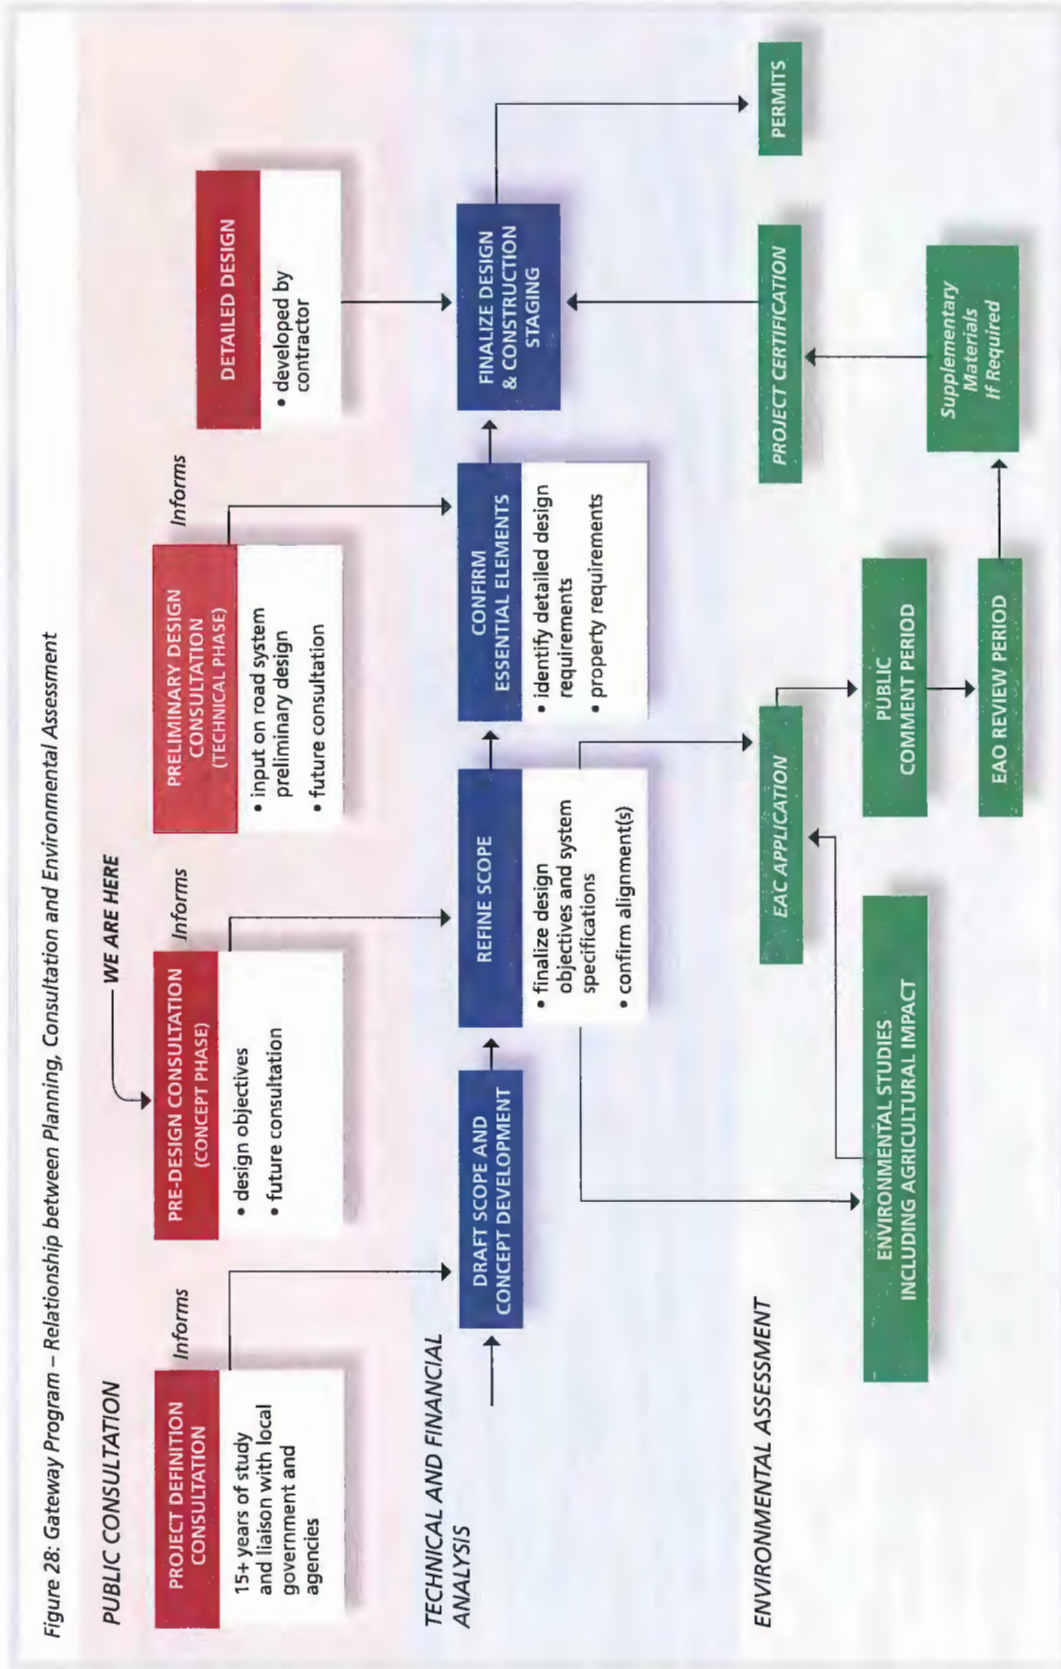 Figure 28: Gateway Program – Relationship between Planning, Consultation and Environmental Assessment
PUBLIC CONSULTATION
WE ARE HERE
PROJECT DEFINITION
CONSULTATION
15+ years of study
and liaison with local
government and
agencies
Informs
PRE-DESIGN CONSULTATION
(CONCEPT PHASE)
• design objectives
• future consultation
Informs
PRELIMINARY DESIGN
CONSULTATION
(TECHNICAL PHASE)
• input on road system
preliminary design
• future consultation
Informs
DETAILED DESIGN
• developed by
contractor
TECHNICAL AND FINANCIAL
ANALYSIS
DRAFT SCOPE AND
CONCEPT DEVELOPMENT
REFINE SCOPE
• finalize design
objectives and system
specifications
• confirm alignment(s)
CONFIRM
ESSENTIAL ELEMENTS
• identify detailed design
requirements
• property requirements
FINALIZE DESIGN
& CONSTRUCTION
STAGING
ENVIRONMENTAL ASSESSMENT
ENVIRONMENTAL STUDIES
INCLUDING AGRICULTURAL IMPACT
EAC APPLICATION
PUBLIC
COMMENT PERIOD
EAO REVIEW PERIOD
Supplementary
Materials
If Required
PROJECT CERTIFICATION
PERMITS